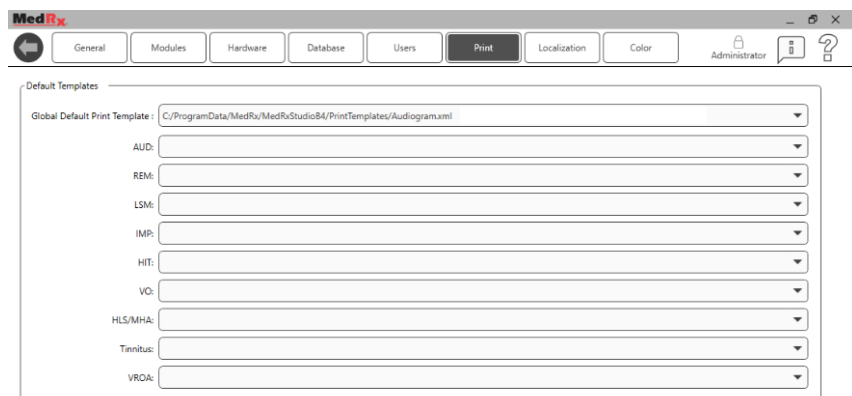 MedRx
General Modules Hardware Database Users Print Localization Color Administrator
Default Templates
Global Default Print Template : C:/ProgramData/MedRx/MedRxStudio84/PrintTemplates/Audiogram.xml
AUD:
REM:
LSM:
IMP:
HIT:
VO:
HLS/MHA:
Tinnitus:
VROA: